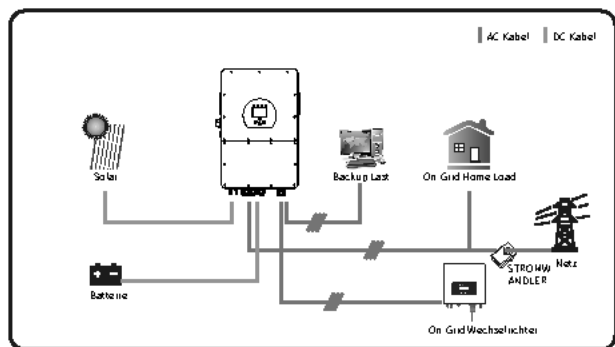 AC Kabel DC Kabel
Solar
Backup Last
On Grid Home Load
Netz
STROMW
ANDLER
Batterie
On Grid Wechselrichter